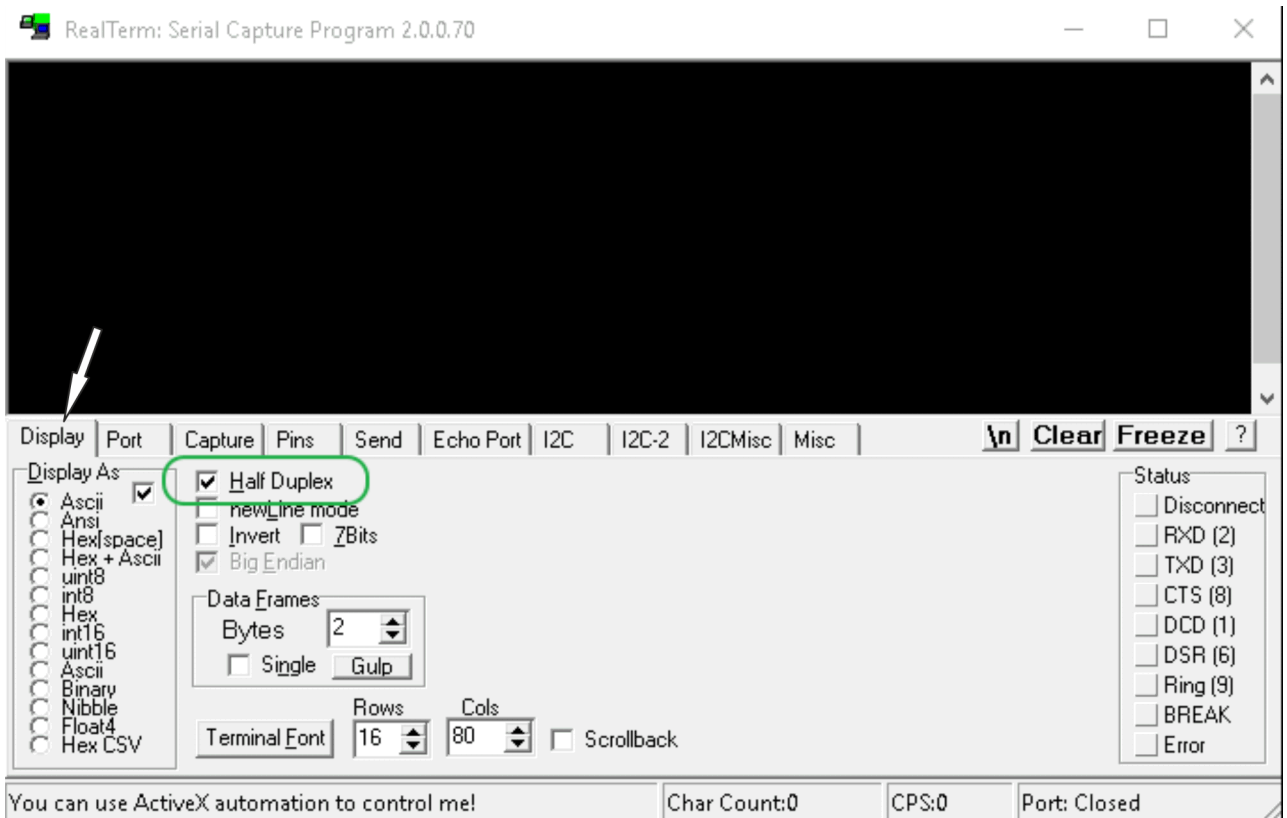 RealTerm: Serial Capture Program 2.0.0.70
Display Port Capture Pins Send Echo Port I2C I2C-2 I2CMisc Misc \n Clear Freeze ?
Display As
Ascii
Ansi
Hex[space]
Hex + Ascii
uint8
int8
Hex
int16
uint16
Ascii
Binary
Nibble
Float4
Hex CSV
Half Duplex
newLine mode
Invert 7Bits
Big Endian
Data Frames
Bytes 2
Single Gulp
Rows Cols
Terminal Font 16 80 Scrollback
Status
Disconnect
RXD (2)
TXD (3)
CTS (8)
DCD (1)
DSR (6)
Ring (9)
BREAK
Error
You can use ActiveX automation to control me! Char Count:0 CPS:0 Port: Closed